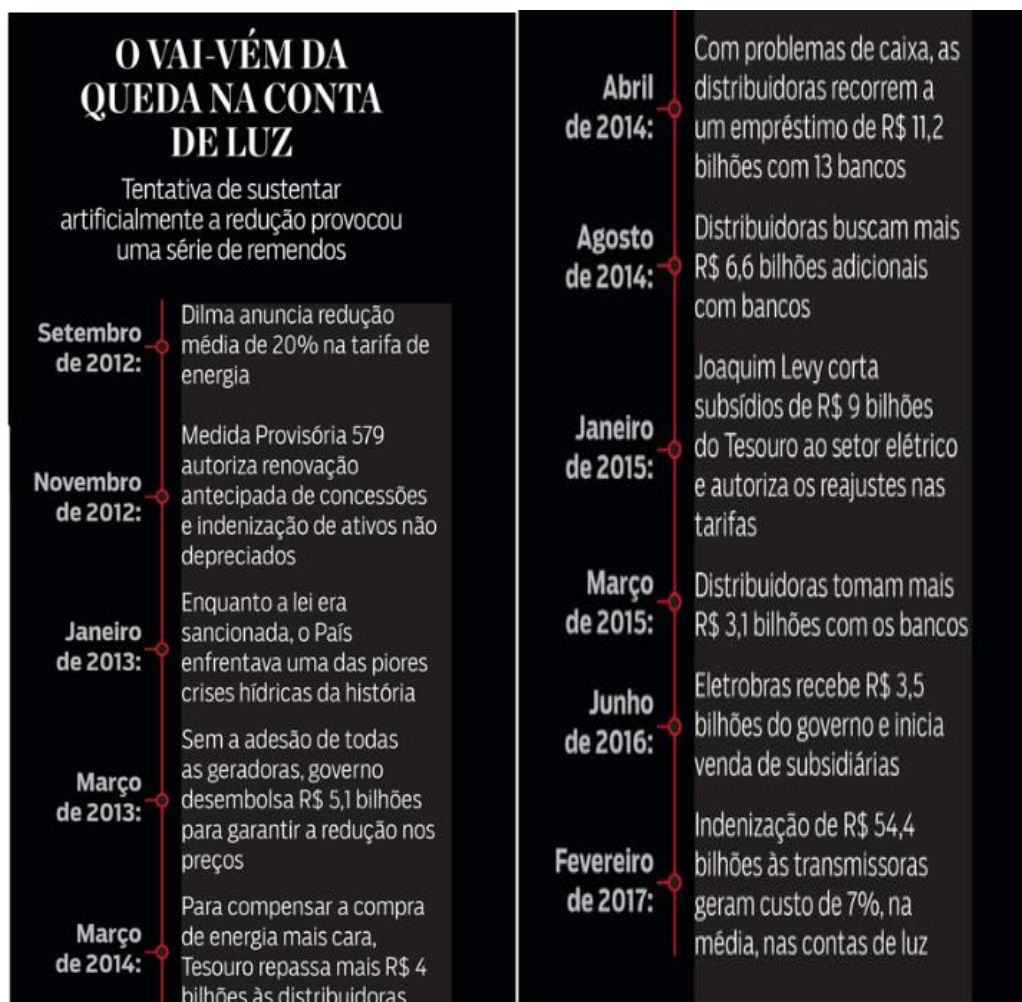 O VAI-VÉM DA
QUEDA NA CONTA
DE LUZ
Tentativa de sustentar
artificialmente a redução provocou
uma série de remendos
Setembro
de 2012:
Dilma anuncia redução
média de 20% na tarifa de
energia
Novembro
de 2012:
Medida Provisória 579
autoriza renovação
antecipada de concessões
e indenização de ativos não
depreciados
Janeiro
de 2013:
Enquanto a lei era
sancionada, o País
enfrentava uma das piores
crises hídricas da história
Março
de 2013:
Sem a adesão de todas
as geradoras, governo
desembolsa R$ 5,1 bilhões
para garantir a redução nos
preços
Março
de 2014:
Para compensar a compra
de energia mais cara,
Tesouro repassa mais R$ 4
bilhões às distribuidoras
Abril
de 2014:
Com problemas de caixa, as
distribuidoras recorrem a
um empréstimo de R$ 11,2
bilhões com 13 bancos
Agosto
de 2014:
Distribuidoras buscam mais
R$ 6,6 bilhões adicionais
com bancos
Janeiro
de 2015:
Joaquim Levy corta
subsídios de R$ 9 bilhões
do Tesouro ao setor elétrico
e autoriza os reajustes nas
tarifas
Março
de 2015:
Distribuidoras tomam mais
R$ 3,1 bilhões com os bancos
Junho
de 2016:
Eletrobras recebe R$ 3,5
bilhões do governo e inicia
venda de subsidiárias
Fevereiro
de 2017:
Indenização de R$ 54,4
bilhões às transmissoras
geram custo de 7%, na
média, nas contas de luz